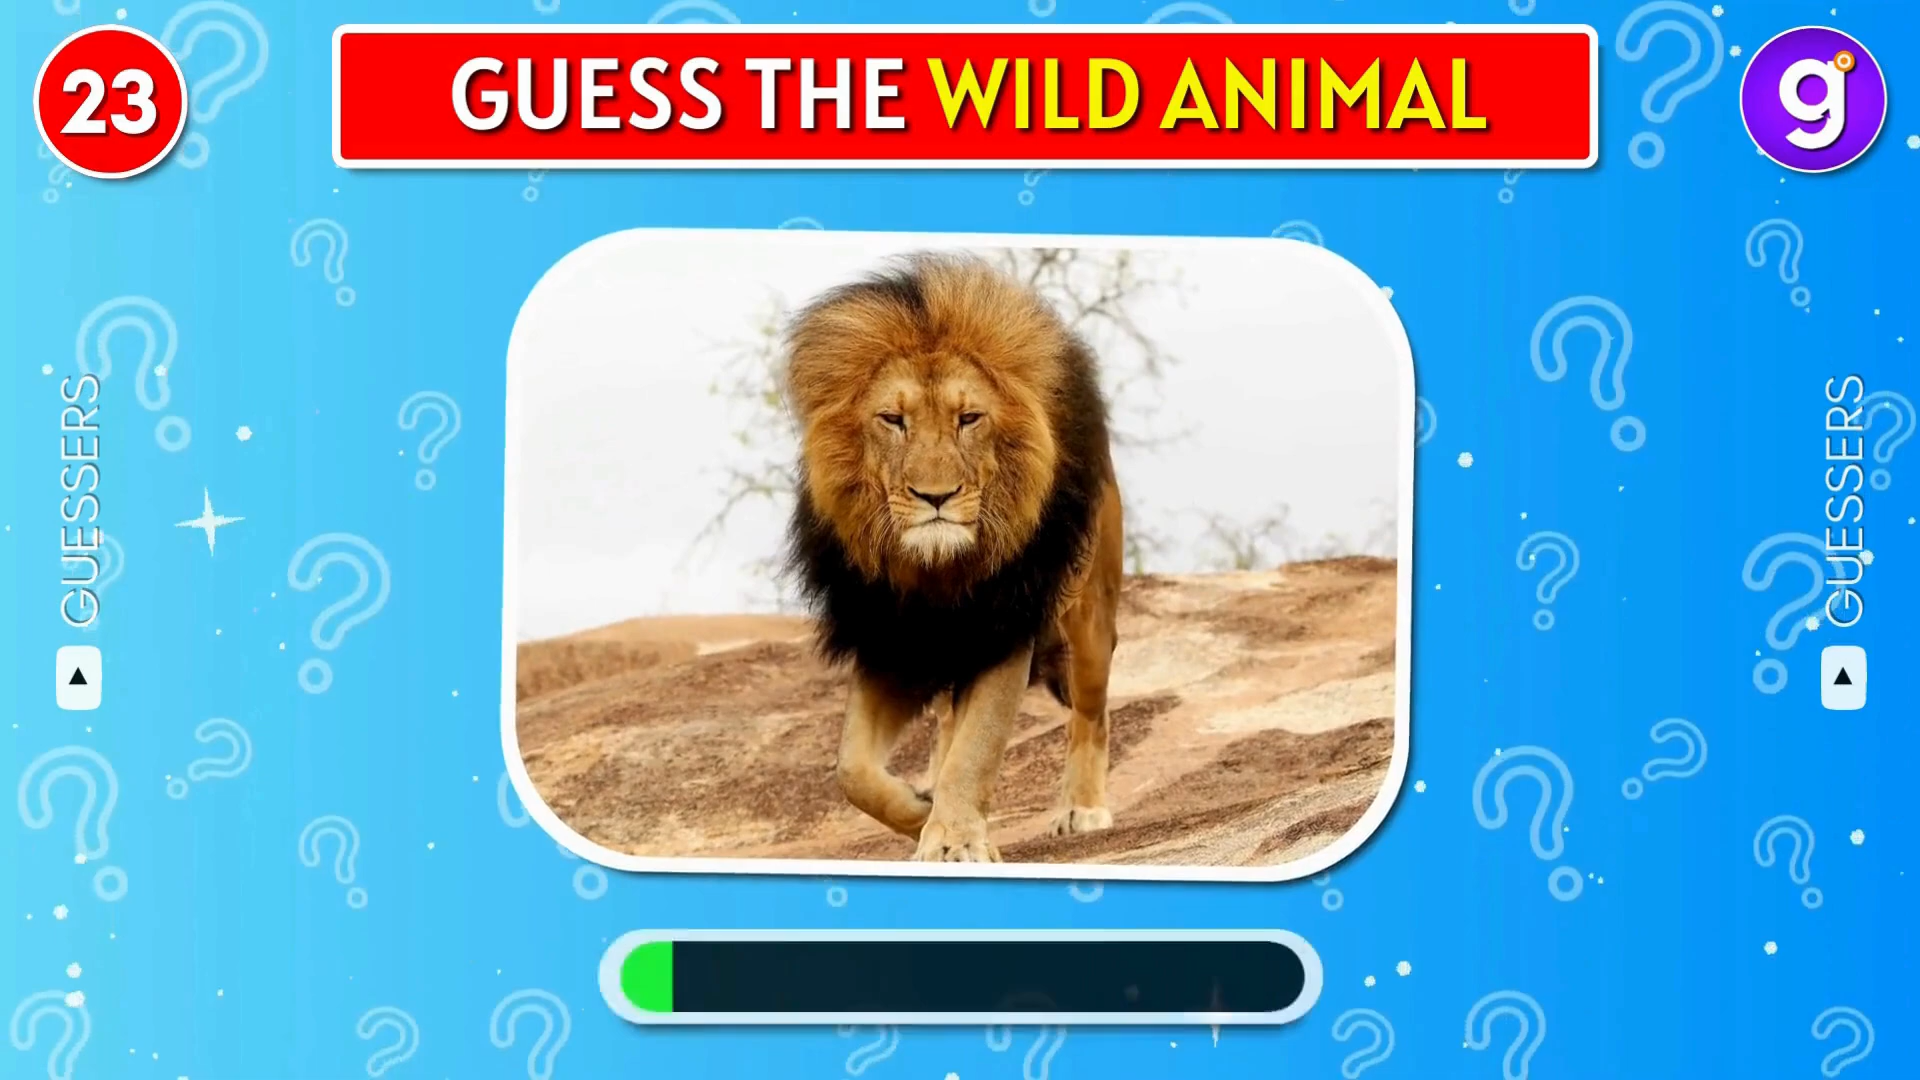 23
GUESS THE WILD ANIMAL
g
GUESSERS
GUESSERS